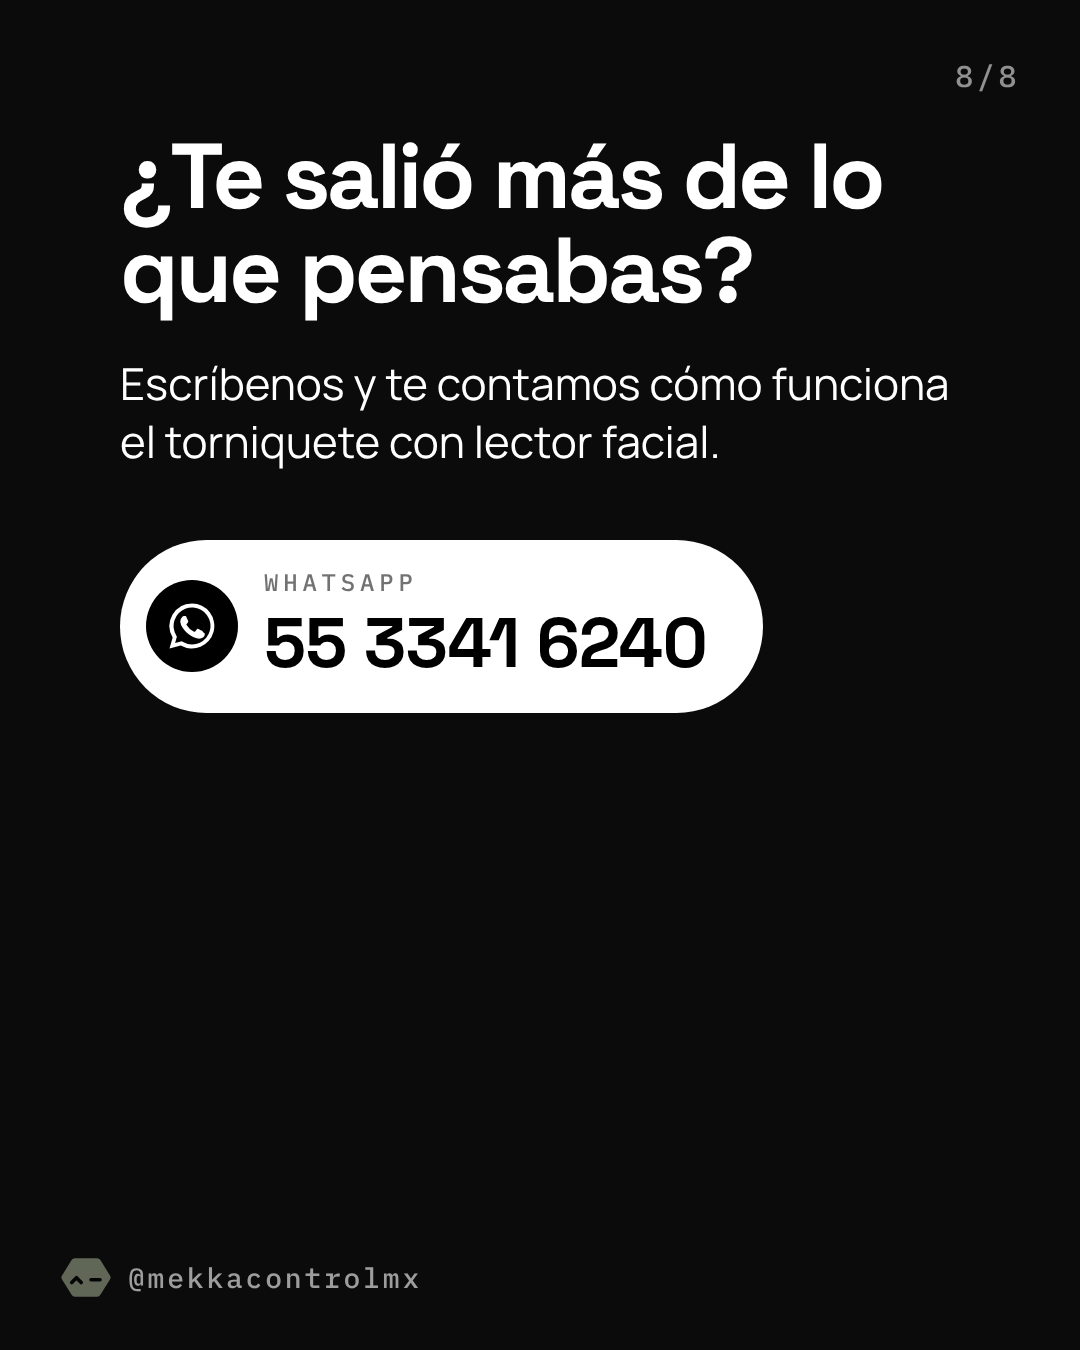 8/8
¿Te salió más de lo
que pensabas?
Escríbenos y te contamos cómo funciona
el torniquete con lector facial.
WHATSAPP
55 3341 6240
@mekkacontrolmx